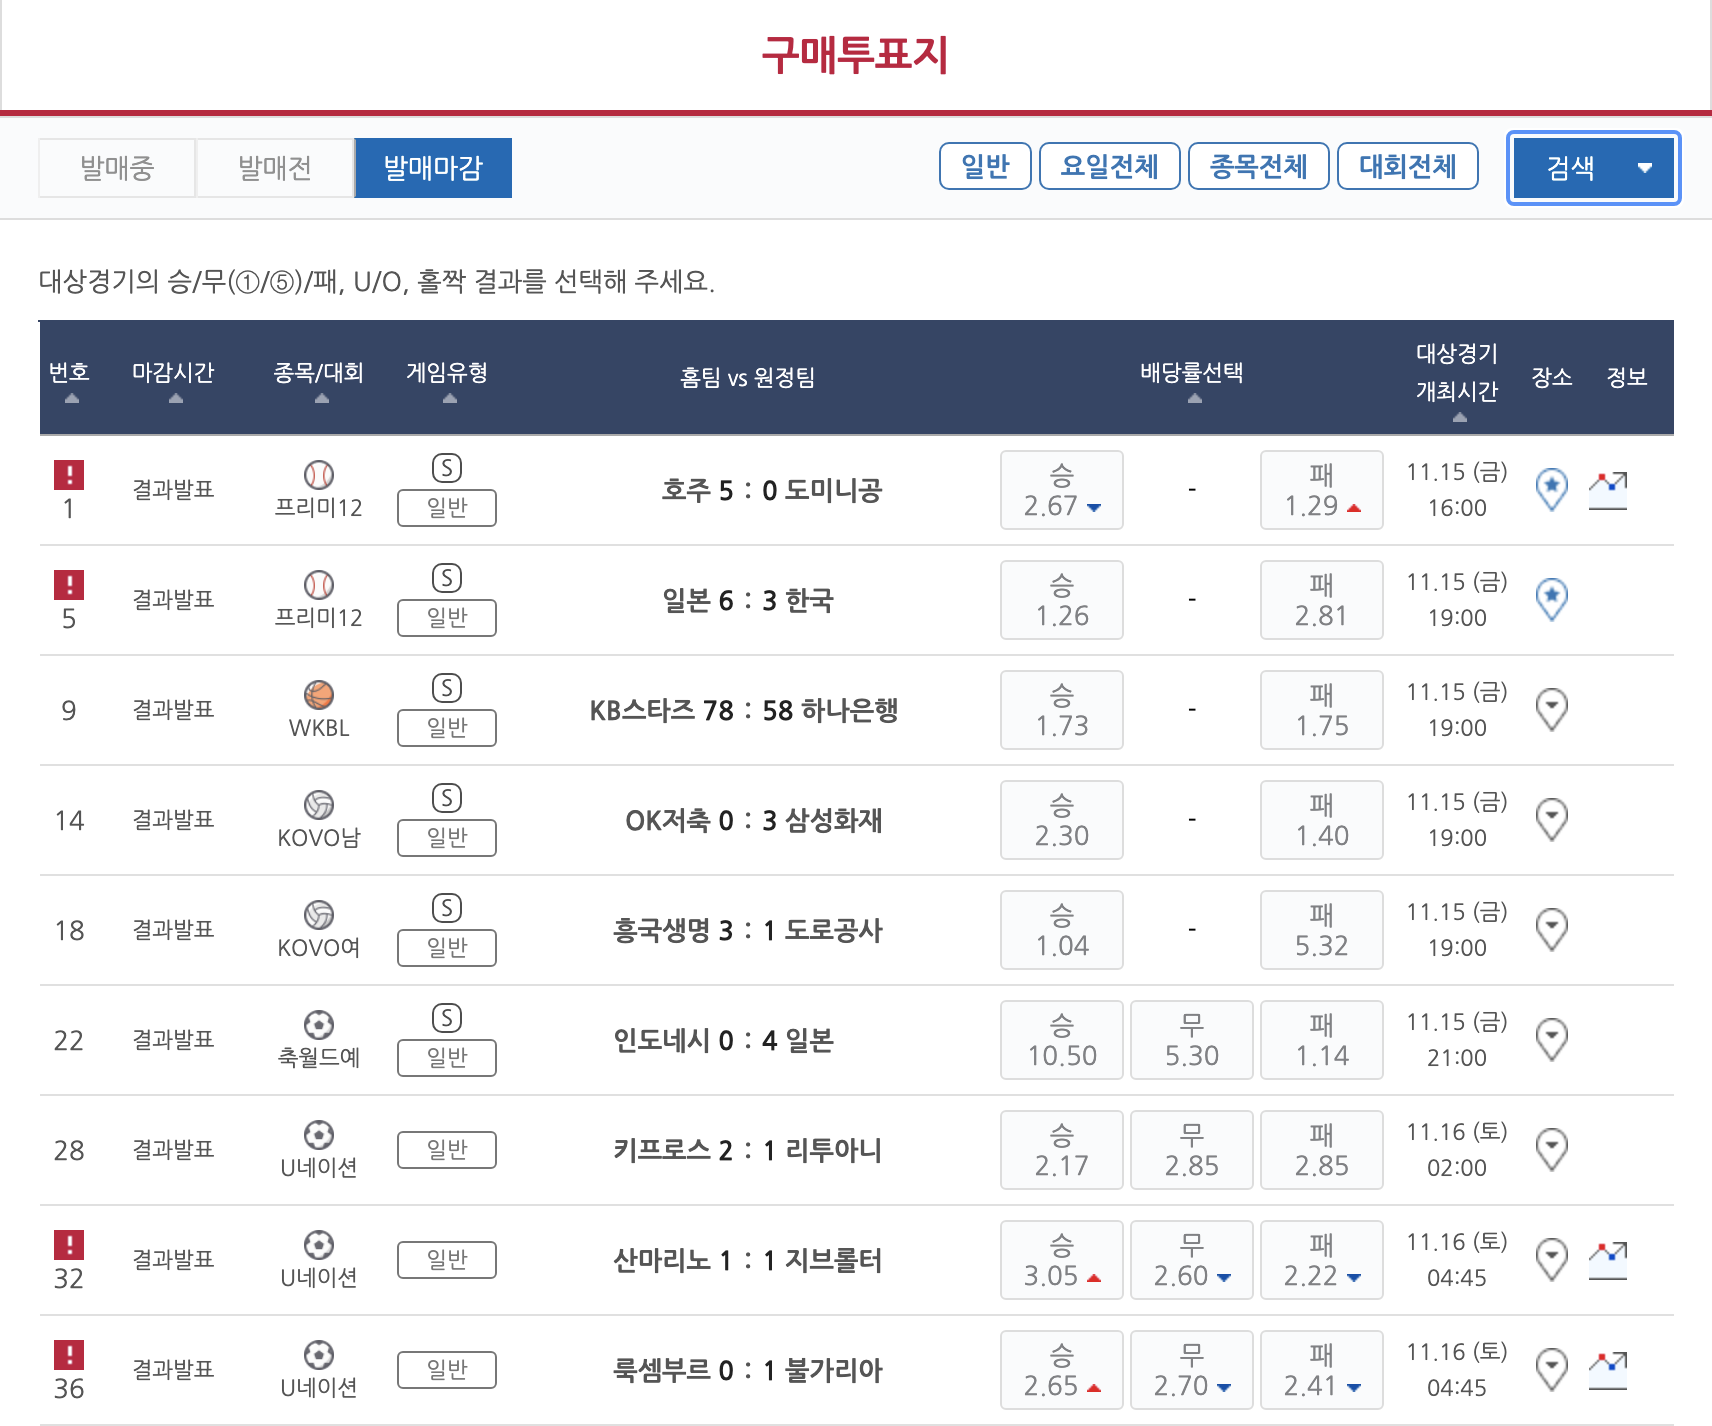 구매투표지
발매중 발매전 발매마감 일반 요일전체 종목전체 대회전체 검색
대상경기의 승/무(①/⑤)/패, U/O, 홀짝 결과를 선택해 주세요.
번호 마감시간 종목/대회 게임유형 홈팀 vs 원정팀 배당률선택 대상경기 개최시간 장소 정보
! 1 결과발표 프리미12 S 일반 호주 5 : 0 도미니공 승 2.67 - 패 1.29 11.15 (금) 16:00
! 5 결과발표 프리미12 S 일반 일본 6 : 3 한국 승 1.26 - 패 2.81 11.15 (금) 19:00
9 결과발표 WKBL S 일반 KB스타즈 78 : 58 하나은행 승 1.73 - 패 1.75 11.15 (금) 19:00
14 결과발표 KOVO남 S 일반 OK저축 0 : 3 삼성화재 승 2.30 - 패 1.40 11.15 (금) 19:00
18 결과발표 KOVO여 S 일반 흥국생명 3 : 1 도로공사 승 1.04 - 패 5.32 11.15 (금) 19:00
22 결과발표 축월드예 S 일반 인도네시 0 : 4 일본 승 10.50 무 5.30 패 1.14 11.15 (금) 21:00
28 결과발표 U네이션 일반 키프로스 2 : 1 리투아니 승 2.17 무 2.85 패 2.85 11.16 (토) 02:00
! 32 결과발표 U네이션 일반 산마리노 1 : 1 지브롤터 승 3.05 무 2.60 패 2.22 11.16 (토) 04:45
! 36 결과발표 U네이션 일반 룩셈부르 0 : 1 불가리아 승 2.65 무 2.70 패 2.41 11.16 (토) 04:45